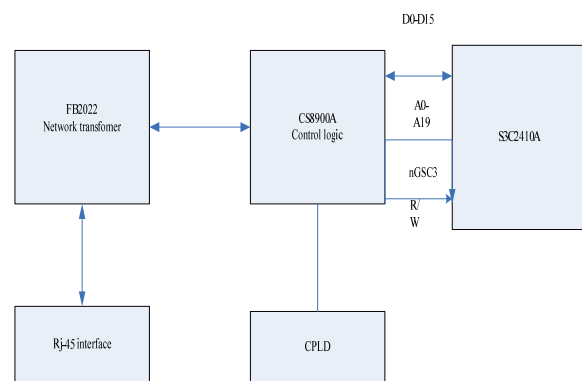 D0-D15
FB2022
Network transfomer
CS8900A
Control logic
A0-
A19
S3C2410A
nGSC3
R/
W
Rj-45 interface
CPLD